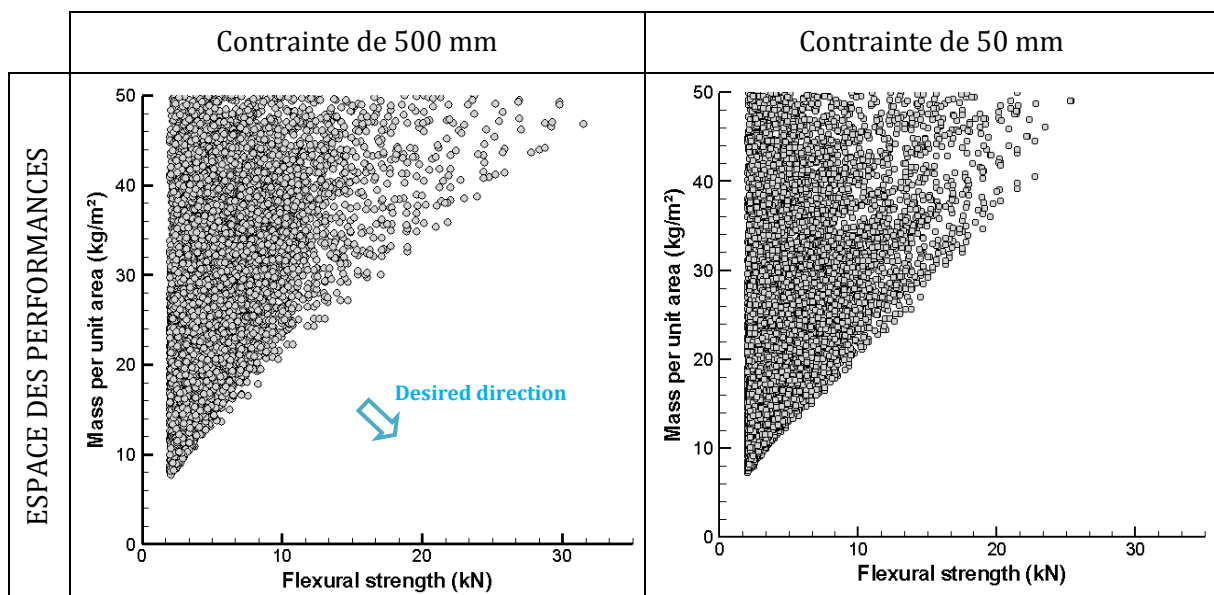 Contrainte de 500 mm
Contrainte de 50 mm
ESPACE DES PERFORMANCES
50
40
30
20
10
0
Mass per unit area (kg/m²)
Desired direction
0
10
20
30
Flexural strength (kN)
50
40
30
20
10
0
Mass per unit area (kg/m²)
0
10
20
30
Flexural strength (kN)